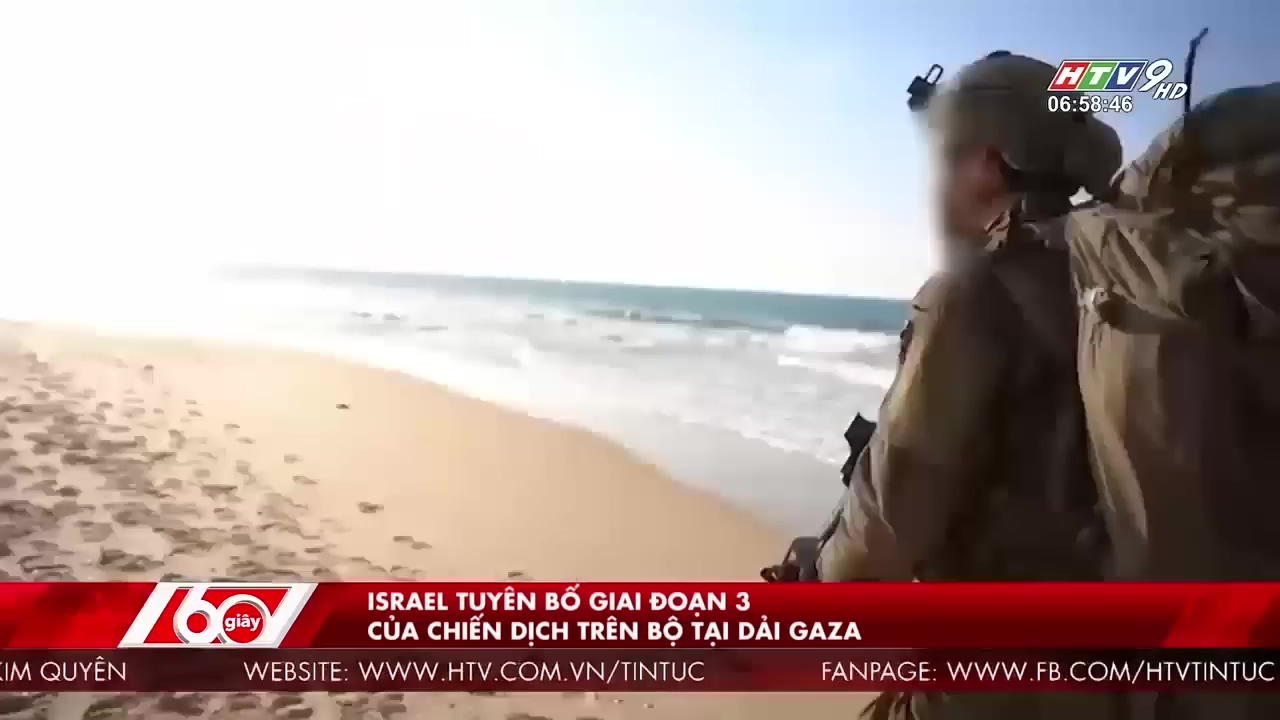 HTV9 HD
06:58:46
60 giây
ISRAEL TUYÊN BỐ GIAI ĐOẠN 3
CỦA CHIẾN DỊCH TRÊN BỘ TẠI DẢI GAZA
KIM QUYÊN WEBSITE: WWW.HTV.COM.VN/TINTUC FANPAGE: WWW.FB.COM/HTVTINTUC